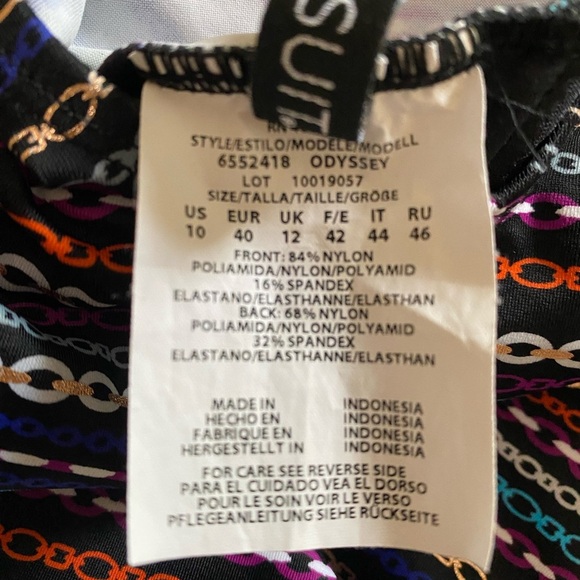 SUIT
RN
STYLE/ESTILO/MODELE/MODELL
6552418 ODYSSEY
LOT 10019057
SIZE/TALLA/TAILLE/GRÖßE
US EUR UK F/E IT RU
10 40 12 42 44 46
FRONT: 84% NYLON
POLIAMIDA/NYLON/POLYAMID
16% SPANDEX
ELASTANO/ELASTHANNE/ELASTHAN
BACK: 68% NYLON
POLIAMIDA/NYLON/POLYAMID
32% SPANDEX
ELASTANO/ELASTHANNE/ELASTHAN
MADE IN INDONESIA
HECHO EN INDONESIA
FABRIQUE EN INDONESIA
HERGESTELLT IN INDONESIA
FOR CARE SEE REVERSE SIDE
PARA EL CUIDADO VEA EL DORSO
POUR LE SOIN VOIR LE VERSO
PFLEGEANLEITUNG SIEHE RÜCKSEITE